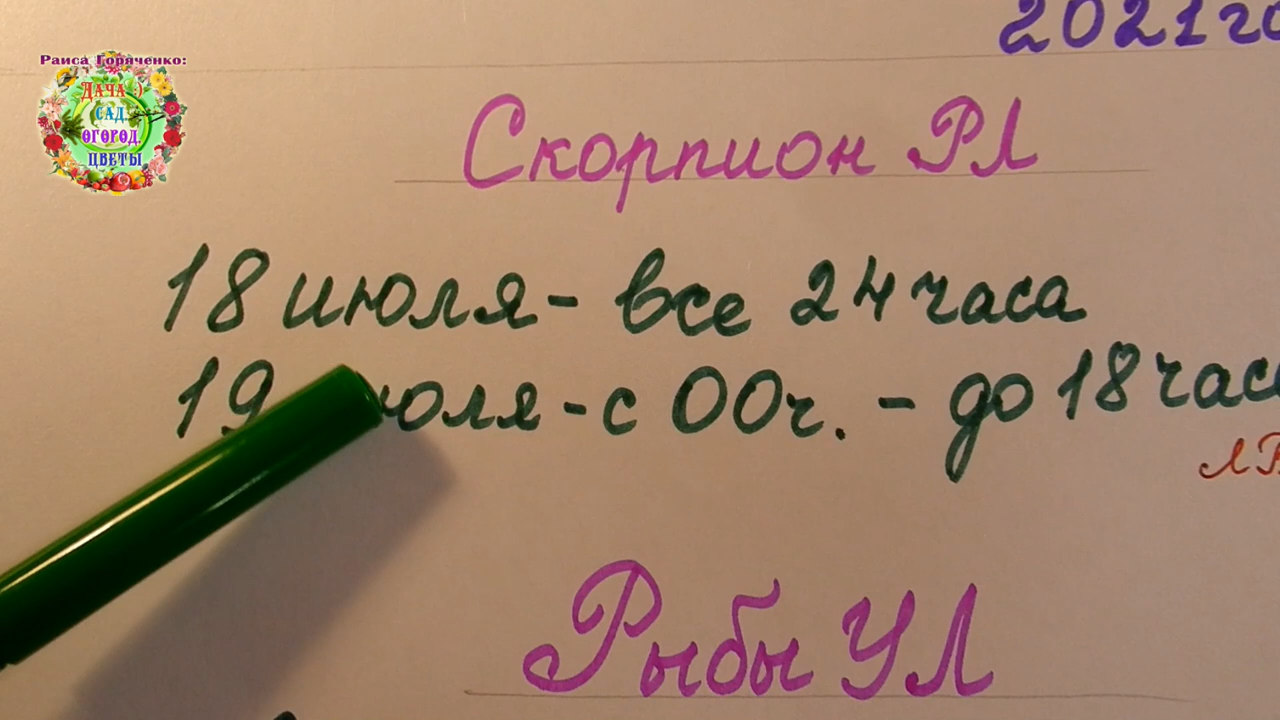 2021го
Раиса Горяченко:
Дача :)
сад,
огород,
цветы
Скорпион РЛ
18 июля - все 24 часа
19 июля - с 00ч. - до 18 час
Рыбы УЛ